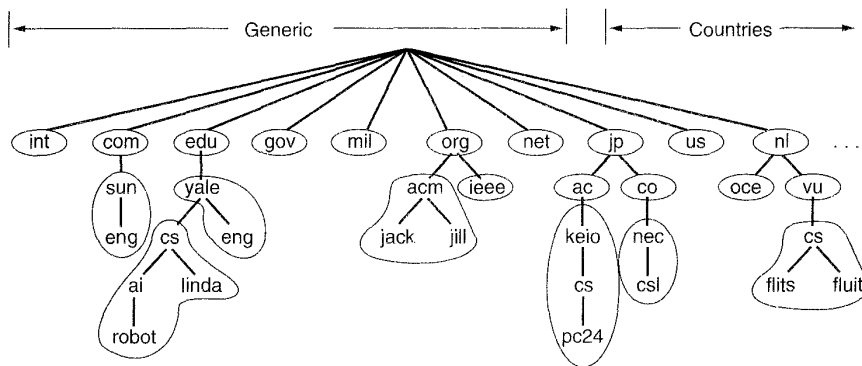 Generic Countries
int com edu gov mil org net jp us nl ...
sun yale acm ieee ac co oce vu
eng cs eng jack jill keio nec cs
ai linda cs csl flits fluit
robot pc24